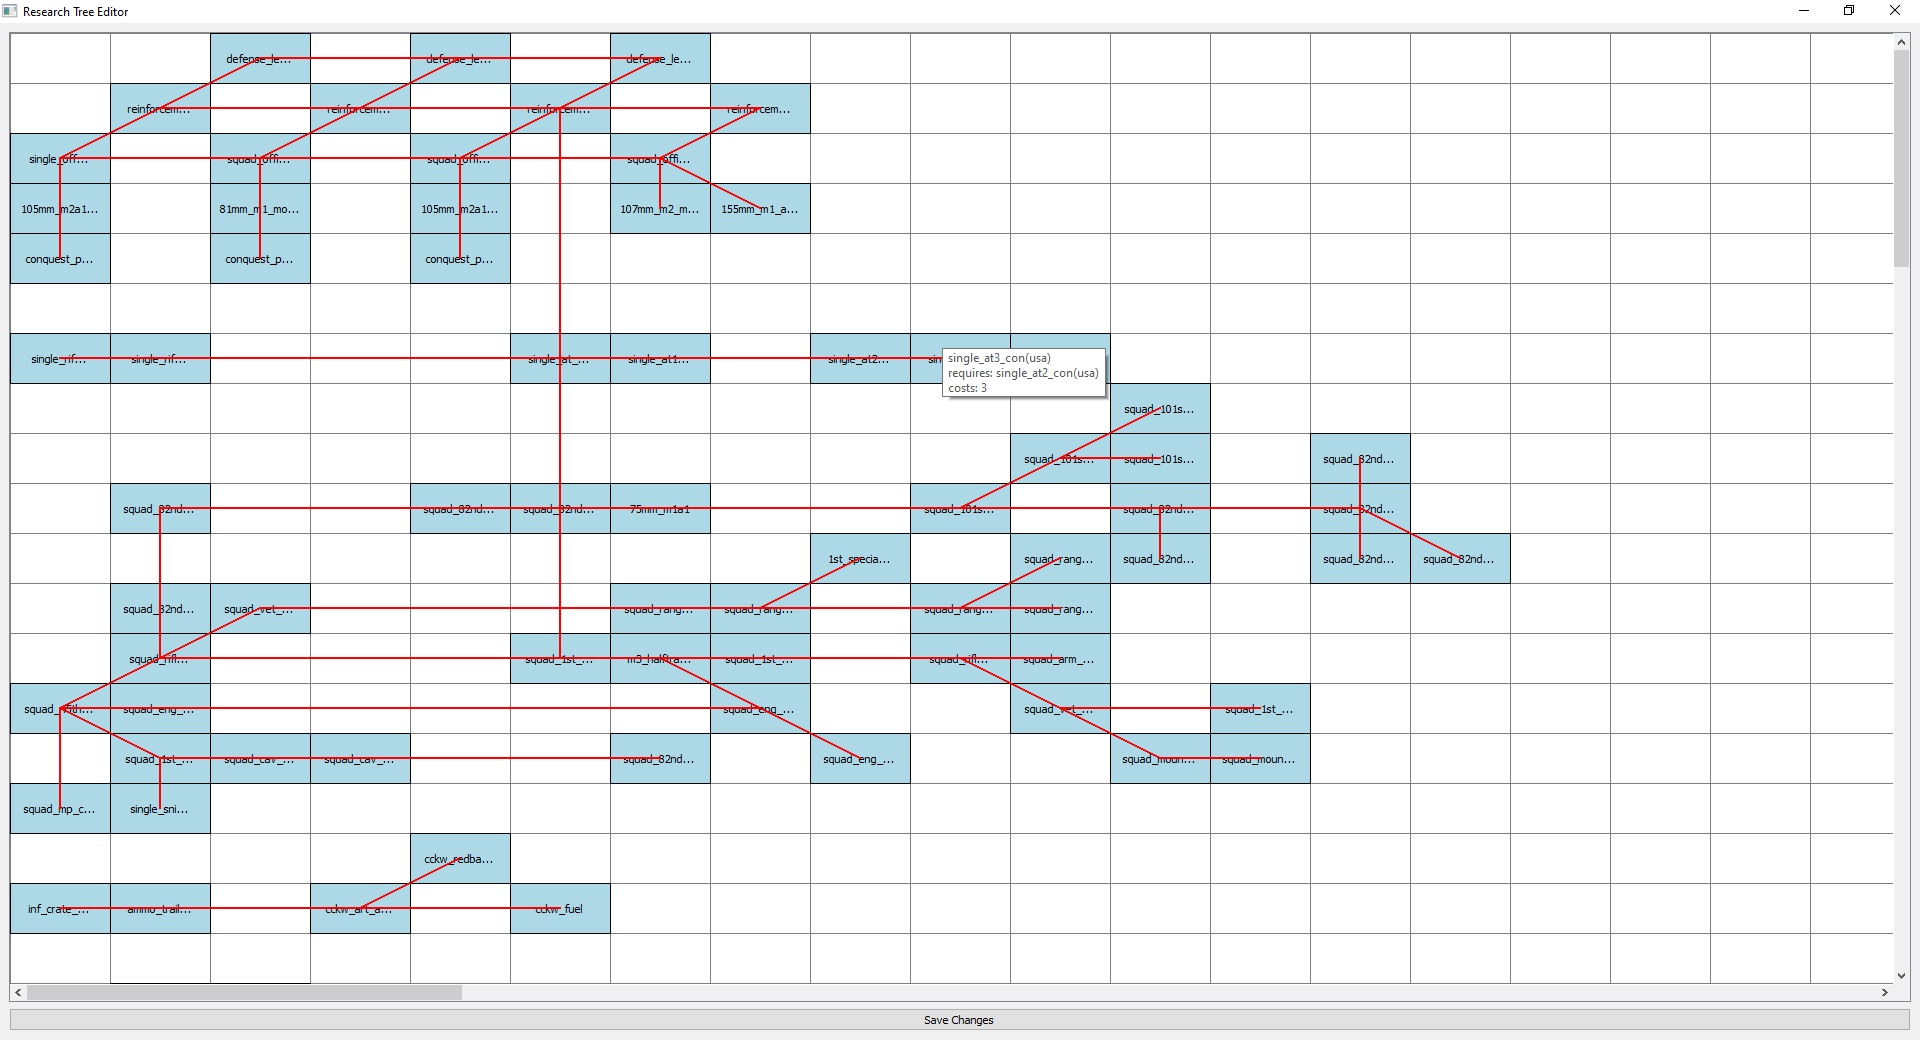 Research Tree Editor
defense_le... defense_le... defense_le...
reinforcem... reinforcem... reinforcem... reinforcem...
single_off... squad_offi... squad_offi... squad_offi...
105mm_m2a1... 81mm_m1_mo... 105mm_m2a1... 107mm_m2_m... 155mm_m1_a...
conquest_p... conquest_p... conquest_p...
single_rif... single_rif... single_at_... single_at1... single_at2... sin
single_at3_con(usa)
requires: single_at2_con(usa)
costs: 3
squad_101s...
squad_101s... squad_101s... squad_82nd...
squad_82nd... squad_82nd... squad_82nd... 75mm_m1a1 squad_101s... squad_82nd... squad_82nd...
1st_specia... squad_rang... squad_82nd... squad_82nd... squad_82nd...
squad_82nd... squad_vet_... squad_rang... squad_rang... squad_rang... squad_rang...
squad_rifl... squad_1st_... m3_halftra... squad_1st_... squad_rifl... squad_arm_...
squad_ squad_eng_... squad_eng_... squad_vet_... squad_1st_...
squad_1st_... squad_cav_... squad_cav_... squad_82nd... squad_eng_... squad_moun... squad_moun...
squad_mp_c... single_sni...
cckw_redba...
inf_crate_... ammo_trail... cckw_art_a... cckw_fuel
Save Changes